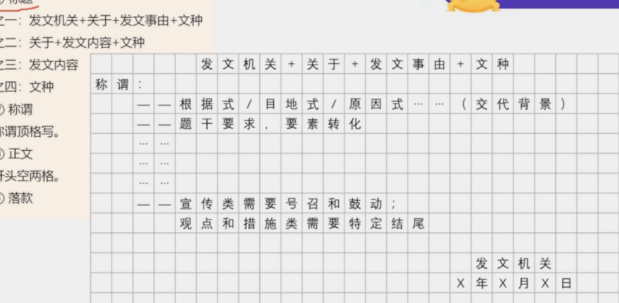 之一：发文机关+关于+发文事由+文种
之二：关于+发文内容+文种
之三：发文内容
之四：文种
称谓
称谓顶格写。
正文
开头空两格。
落款
发文机关+关于+发文事由+文种
称谓：
——根据式/目地式/原因式……（交代背景）
——题干要求，要素转化
……
……
……
——宣传类需要号召和鼓动；
观点和措施类需要特定结尾
发文机关
X年X月X日